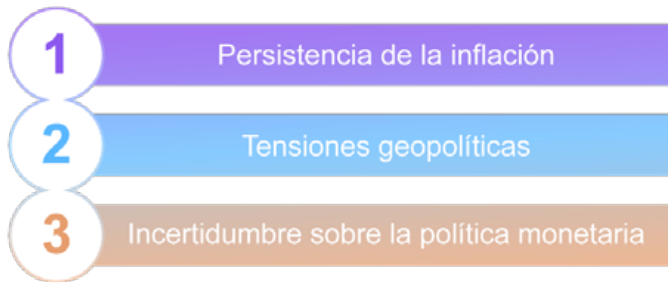 1
Persistencia de la inflación
2
Tensiones geopolíticas
3
Incertidumbre sobre la política monetaria